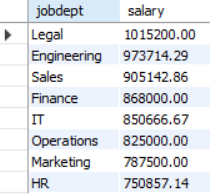 jobdept salary
Legal 1015200.00
Engineering 973714.29
Sales 905142.86
Finance 868000.00
IT 850666.67
Operations 825000.00
Marketing 787500.00
HR 750857.14